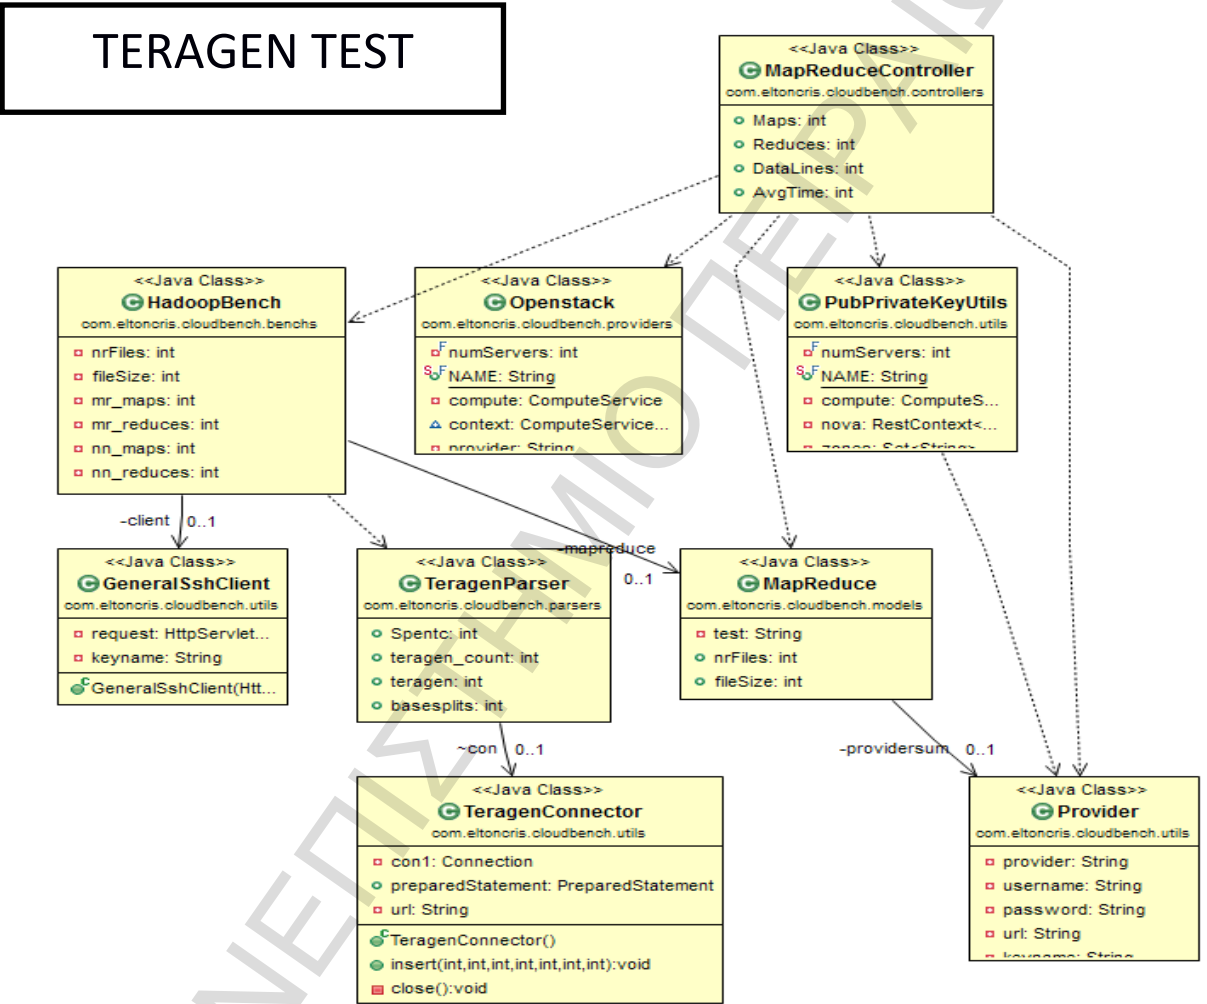 TERAGEN TEST
<<Java Class>>
MapReduceController
com.eltoncris.cloudbench.controllers
Maps: int
Reduces: int
DataLines: int
AvgTime: int
<<Java Class>>
HadoopBench
com.eltoncris.cloudbench.benchs
nrFiles: int
fileSize: int
mr_maps: int
mr_reduces: int
nn_maps: int
nn_reduces: int
<<Java Class>>
Openstack
com.eltoncris.cloudbench.providers
numServers: int
NAME: String
compute: ComputeService
context: ComputeService...
provider: String
<<Java Class>>
PubPrivateKeyUtils
com.eltoncris.cloudbench.utils
numServers: int
NAME: String
compute: ComputeS...
nova: RestContext<...
zones: Set<String>
-client 0..1
-mapreduce
0..1
<<Java Class>>
GeneralSshClient
com.eltoncris.cloudbench.utils
request: HttpServlet...
keyname: String
GeneralSshClient(Htt...
<<Java Class>>
TeragenParser
com.eltoncris.cloudbench.parsers
Spentc: int
teragen_count: int
teragen: int
basesplits: int
<<Java Class>>
MapReduce
com.eltoncris.cloudbench.models
test: String
nrFiles: int
fileSize: int
~con 0..1
-providersum 0..1
<<Java Class>>
TeragenConnector
com.eltoncris.cloudbench.utils
con1: Connection
preparedStatement: PreparedStatement
url: String
TeragenConnector()
insert(int,int,int,int,int,int,int):void
close():void
<<Java Class>>
Provider
com.eltoncris.cloudbench.utils
provider: String
username: String
password: String
url: String
keyname: String